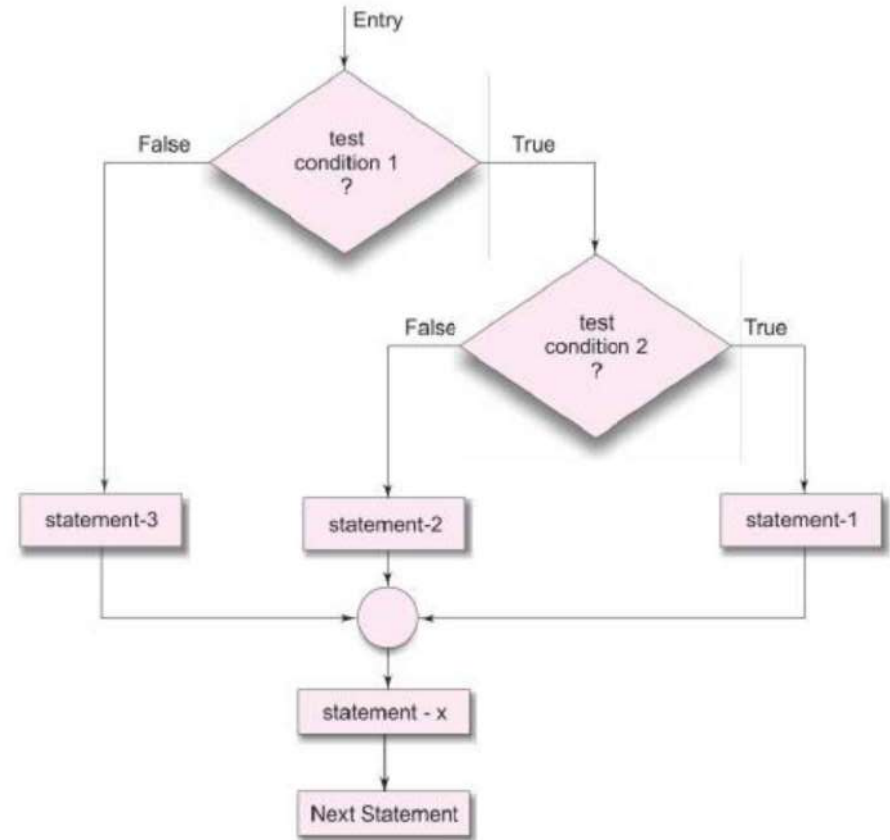 Entry
False
test
condition 1
?
True
False
test
condition 2
?
True
statement-3
statement-2
statement-1
statement - x
Next Statement